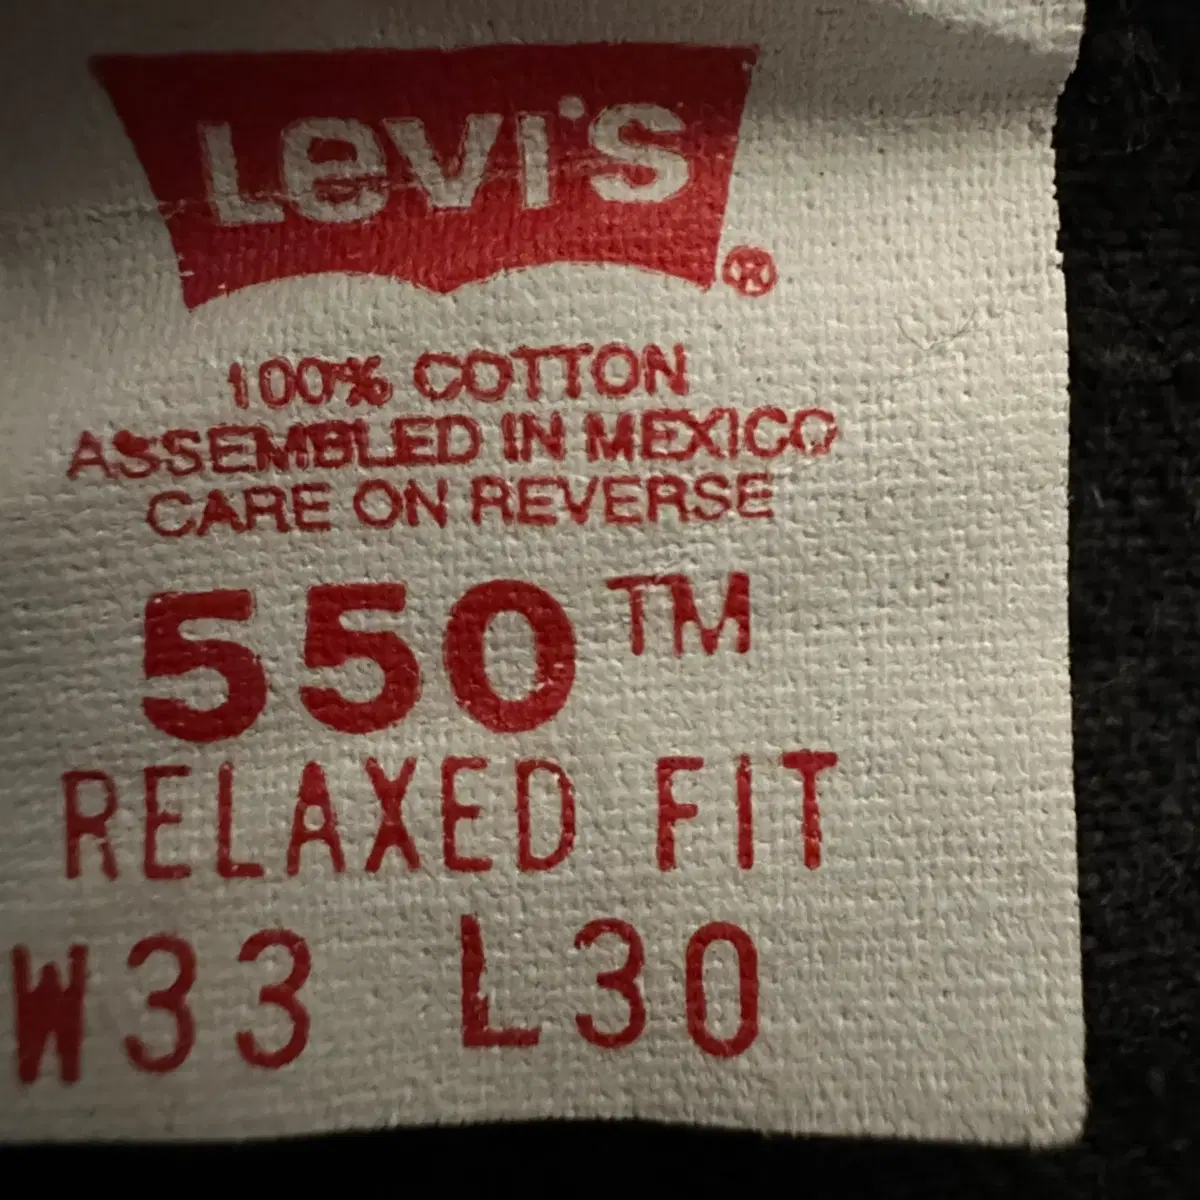 Levi's®
100% COTTON
ASSEMBLED IN MEXICO
CARE ON REVERSE
550™
RELAXED FIT
W33 L30